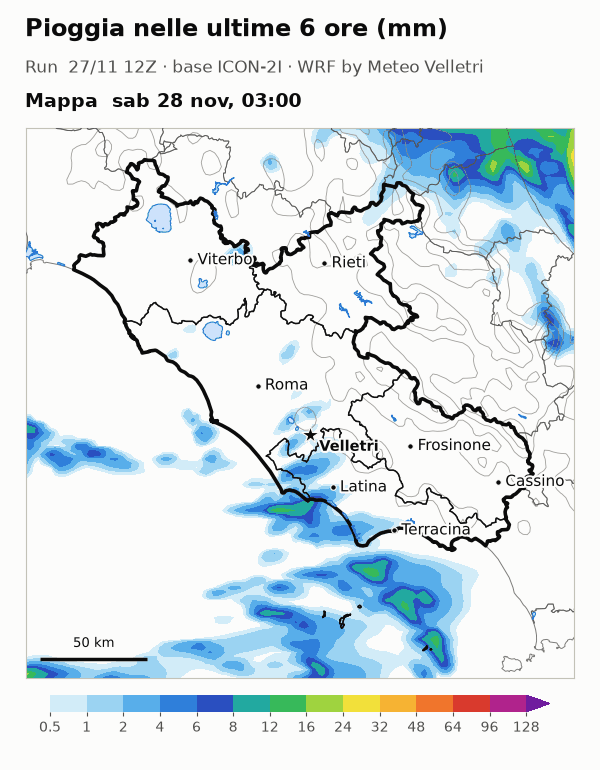 Pioggia nelle ultime 6 ore (mm)
Run  27/11 12Z · base ICON-2I · WRF by Meteo Velletri
Mappa  sab 28 nov, 03:00
Viterbo
Rieti
Roma
Velletri
Frosinone
Latina
Cassino
Terracina
50 km
0.5 1 2 4 6 8 12 16 24 32 48 64 96 128